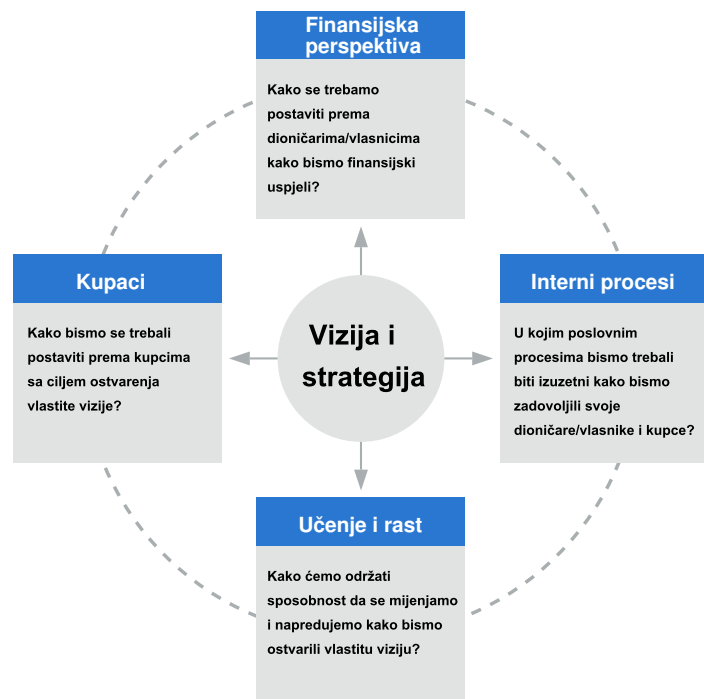 Finansijska
perspektiva
Kako se trebamo
postaviti prema
dioničarima/vlasnicima
kako bismo finansijski
uspjeli?
Kupaci
Kako bismo se trebali
postaviti prema kupcima
sa ciljem ostvarenja
vlastite vizije?
Vizija i
strategija
Interni procesi
U kojim poslovnim
procesima bismo trebali
biti izuzetni kako bismo
zadovoljili svoje
dioničare/vlasnike i kupce?
Učenje i rast
Kako ćemo održati
sposobnost da se mijenjamo
i napredujemo kako bismo
ostvarili vlastitu viziju?